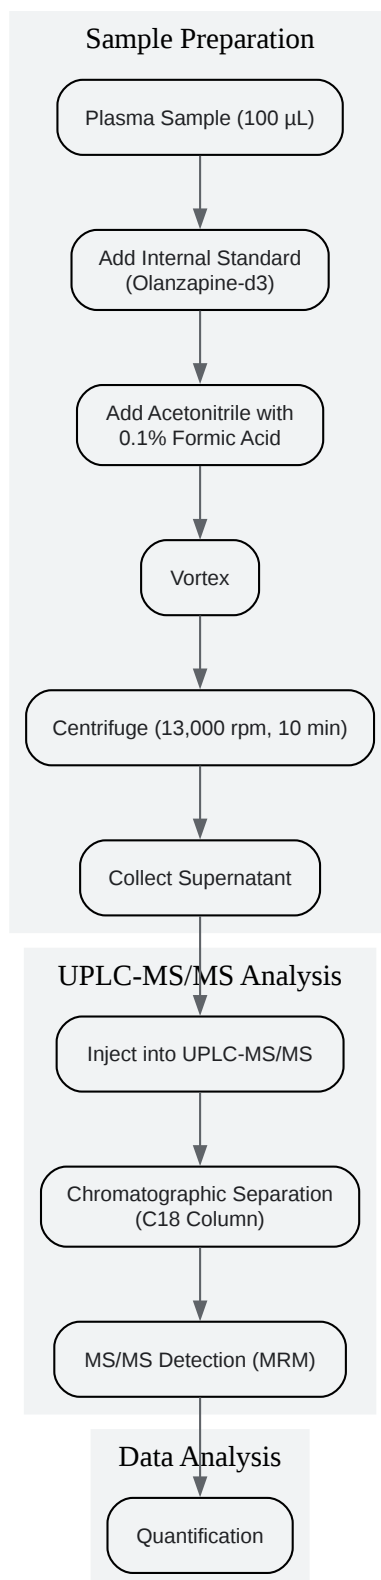 Sample Preparation
Plasma Sample (100 µL)
Add Internal Standard
(Olanzapine-d3)
Add Acetonitrile with
0.1% Formic Acid
Vortex
Centrifuge (13,000 rpm, 10 min)
Collect Supernatant
UPLC-MS/MS Analysis
Inject into UPLC-MS/MS
Chromatographic Separation
(C18 Column)
MS/MS Detection (MRM)
Data Analysis
Quantification